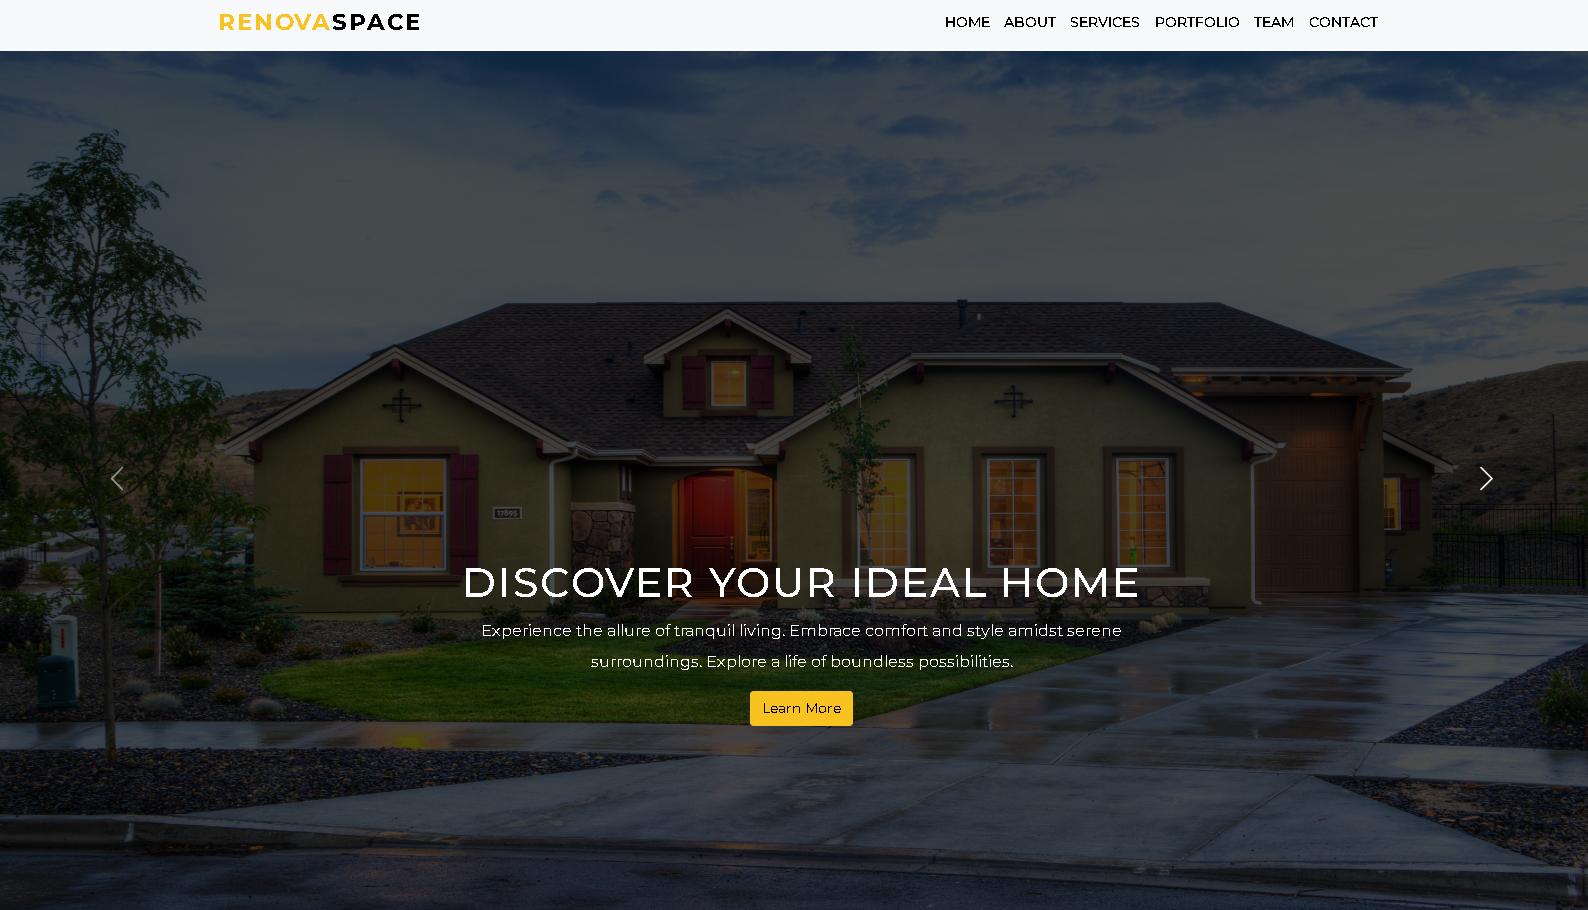 RENOVASPACE
HOME ABOUT SERVICES PORTFOLIO TEAM CONTACT
17895
DISCOVER YOUR IDEAL HOME
Experience the allure of tranquil living. Embrace comfort and style amidst serene
surroundings. Explore a life of boundless possibilities.
Learn More